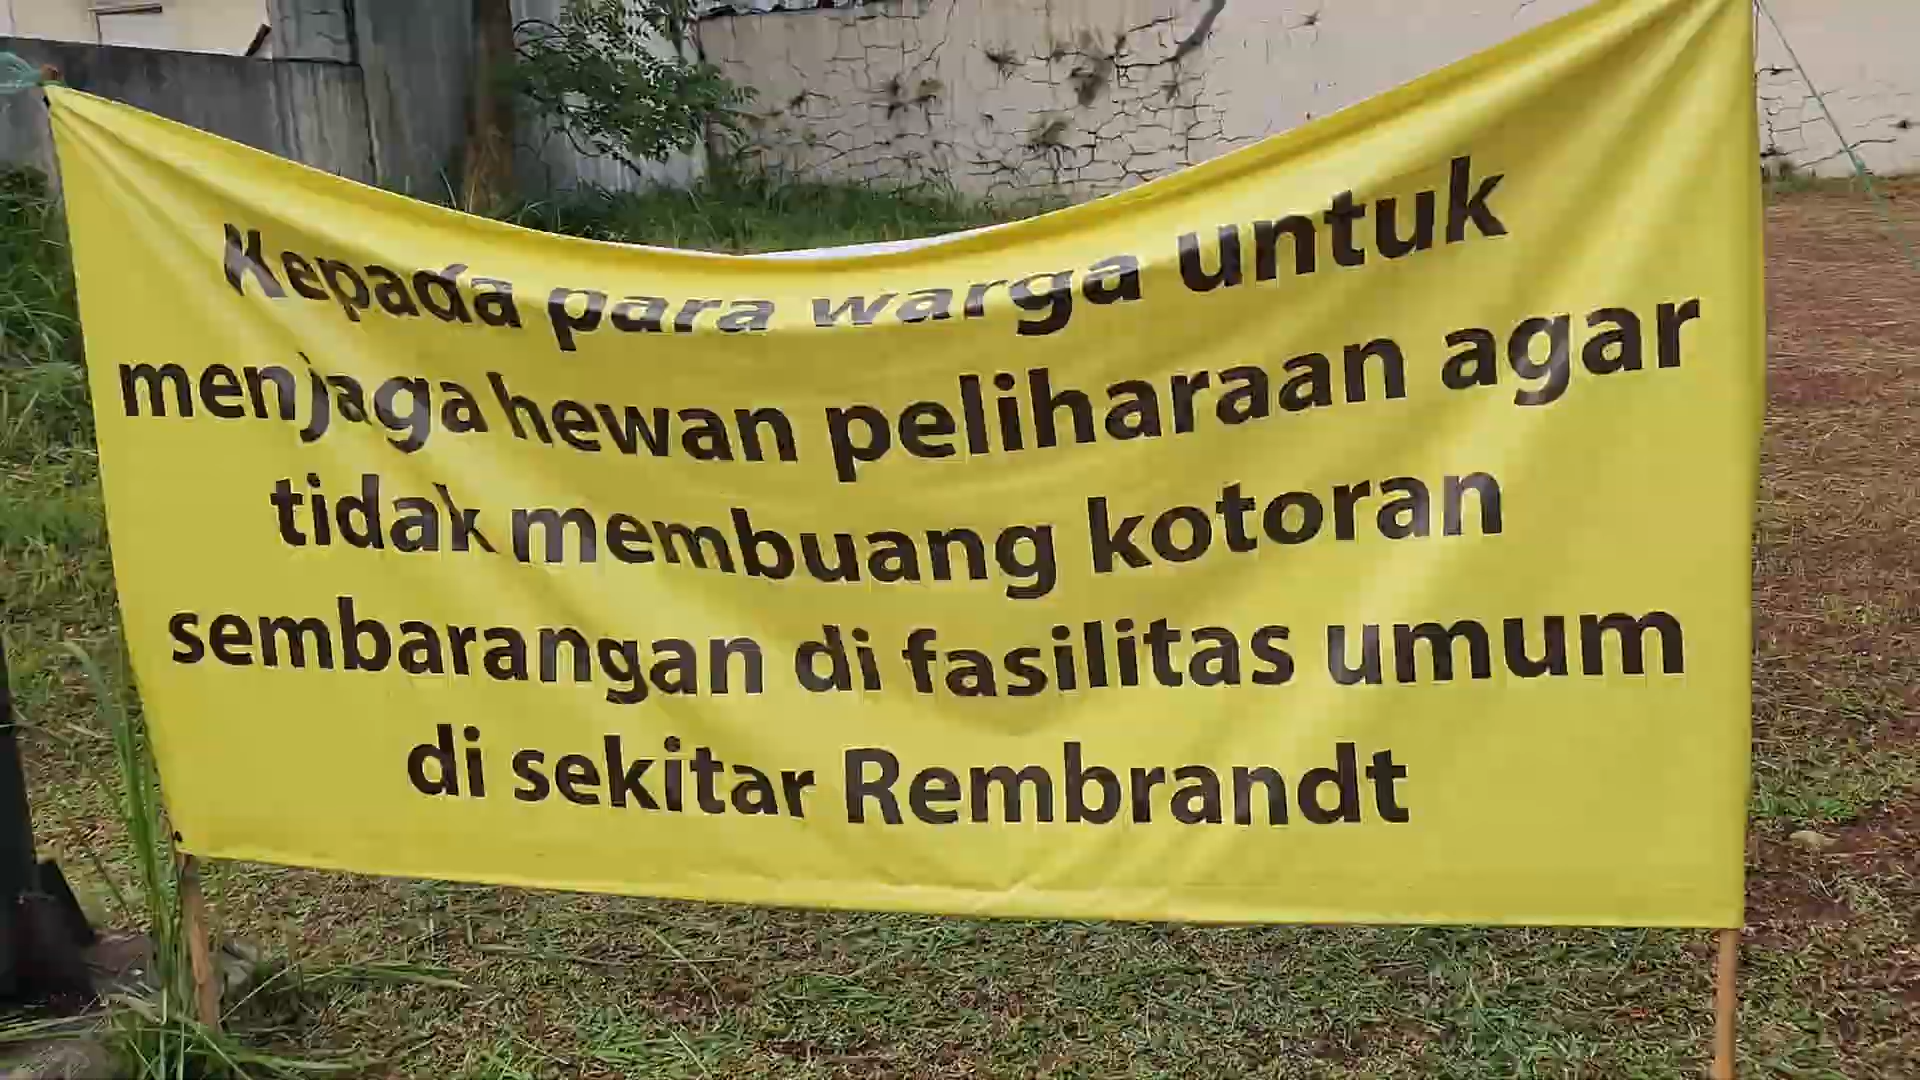 Kepada para warga untuk
menjaga hewan peliharaan agar
tidak membuang kotoran
sembarangan di fasilitas umum
di sekitar Rembrandt